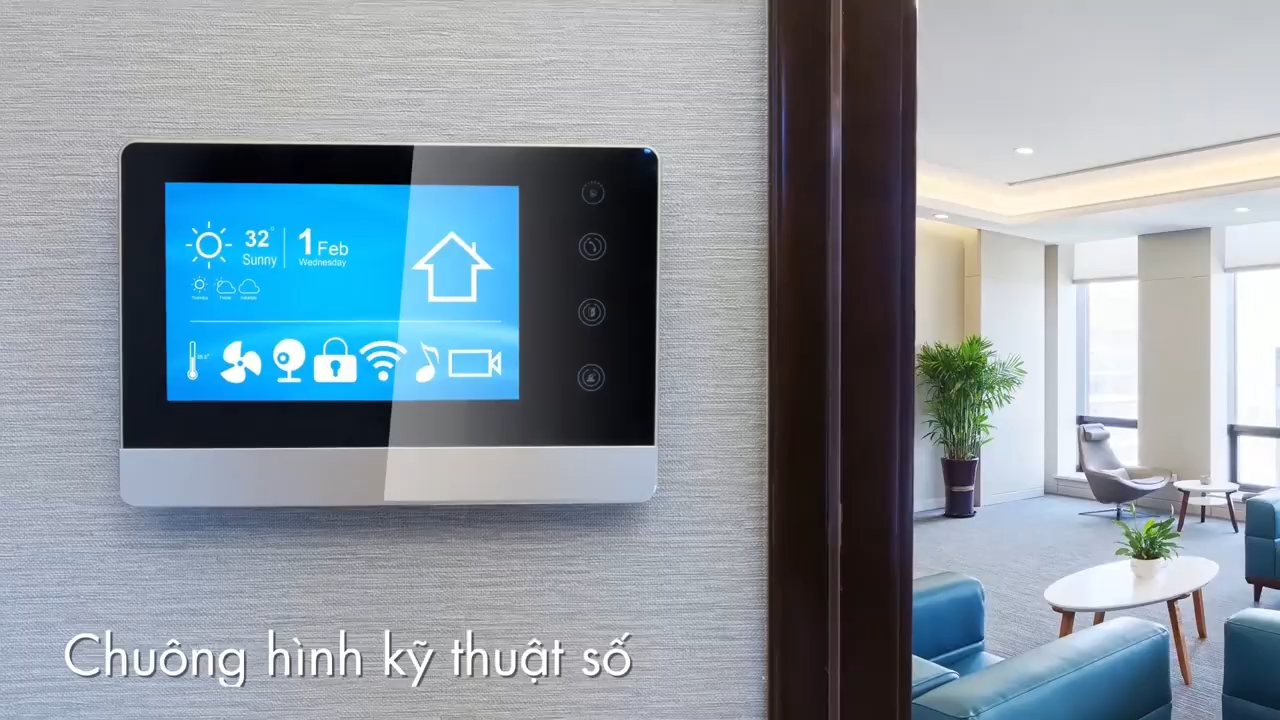 32° 1 Feb
Sunny Wednesday
Chuông hình kỹ thuật số